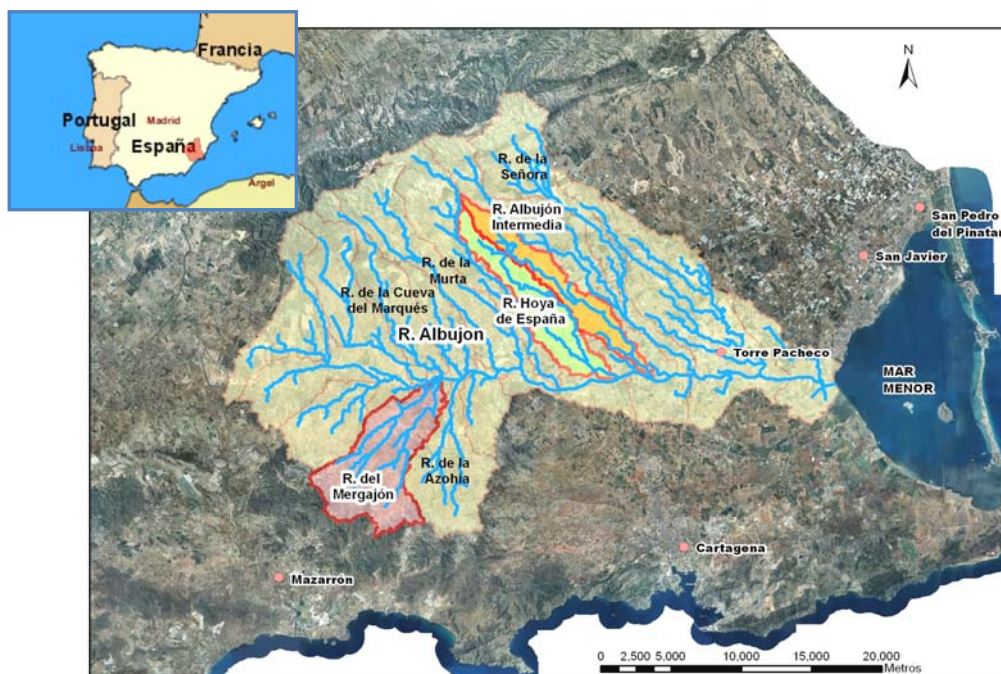 Francia
Portugal
Madrid
Lisboa
España
Argel
N
R. de la
Señora
R. Albujón
Intermedia
San Pedro
del Pinatar
San Javier
R. de la
Murta
R. de la Cueva
del Marqués
R. Hoya
de España
R. Albujon
Torre Pacheco
MAR
MENOR
R. de la
Azohía
R. del
Mergajón
Cartagena
Mazarrón
0 2,500 5,000 10,000 15,000 20,000
Metros